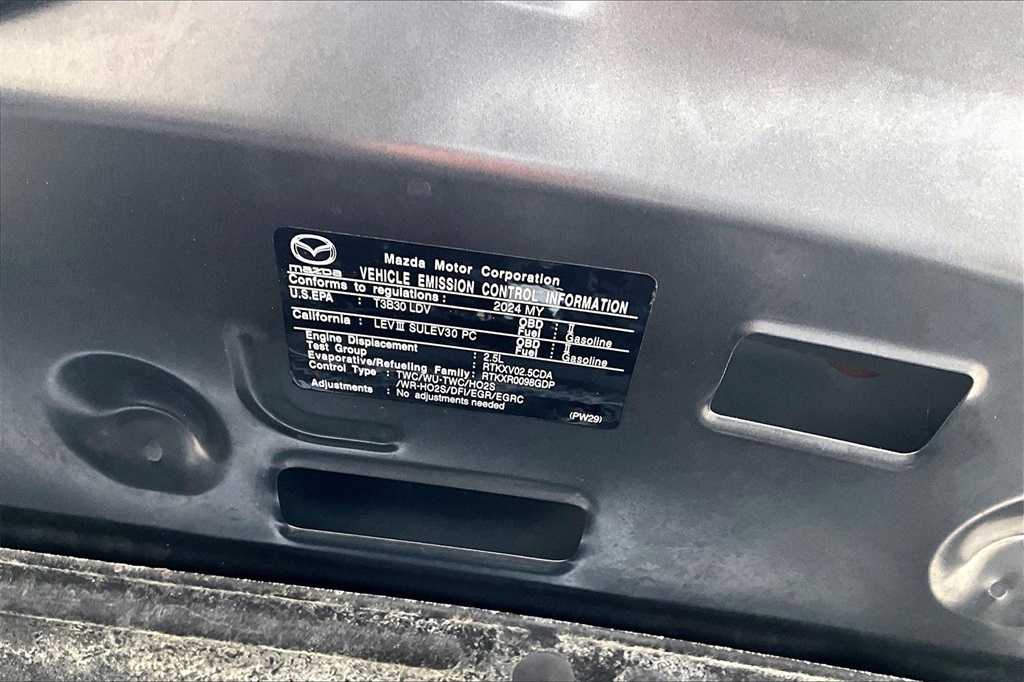 Mazda Motor Corporation
mazda VEHICLE EMISSION CONTROL INFORMATION
Conforms to regulations : 2024 MY
U.S.EPA : T3B30 LDV OBD : II
Fuel : Gasoline
California : LEVⅢ SULEV30 PC OBD : II
Fuel : Gasoline
Engine Displacement : 2.5L
Test Group : RTKXV02.5CDA
Evaporative/Refueling Family : RTKXR0098GDP
Control Type : TWC/WU-TWC/HO2S
/WR-HO2S/DFI/EGR/EGRC
Adjustments : No adjustments needed
(PW29)